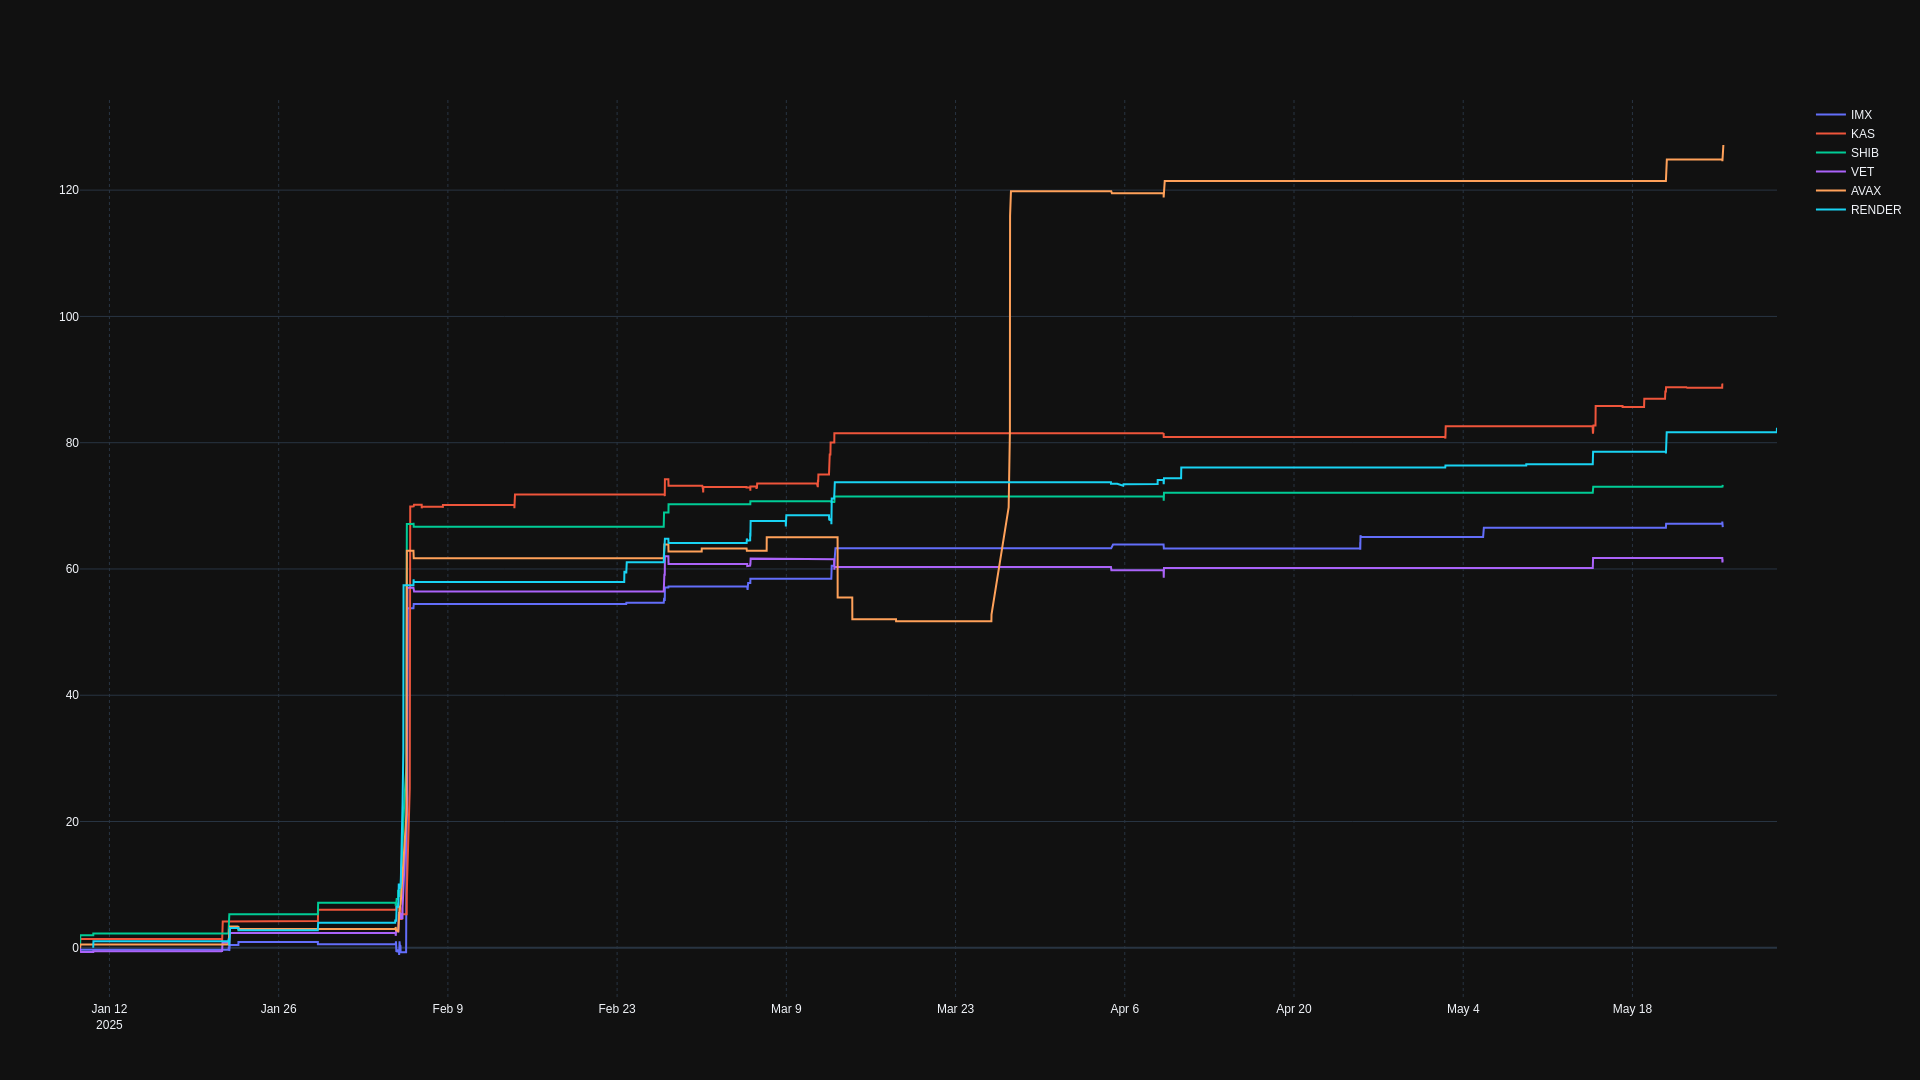 IMX
KAS
SHIB
VET
AVAX
RENDER
120
100
80
60
40
20
0
Jan 12
2025
Jan 26
Feb 9
Feb 23
Mar 9
Mar 23
Apr 6
Apr 20
May 4
May 18